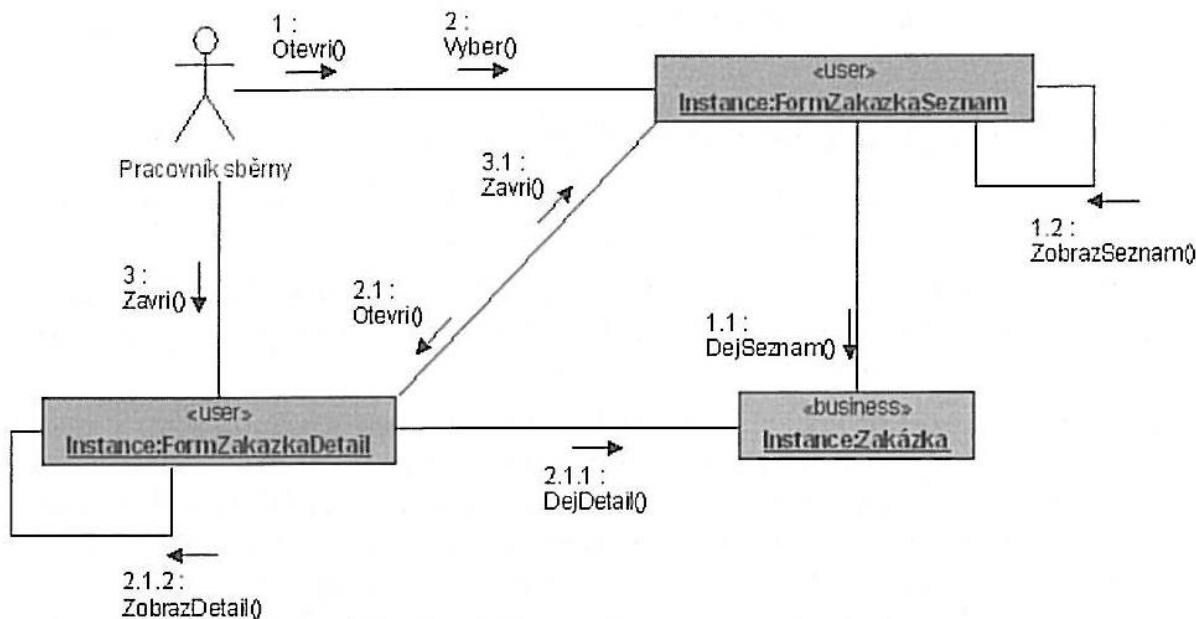 1 :
Otevri()
2 :
Vyber()
«user»
Instance:FormZakazkaSeznam
Pracovník sběrny
3.1 :
Zavri()
1.2 :
ZobrazSeznam()
3 :
Zavri()
2.1 :
Otevri()
1.1 :
DejSeznam()
«user»
Instance:FormZakazkaDetail
«business»
Instance:Zakázka
2.1.1 :
DejDetail()
2.1.2 :
ZobrazDetail()